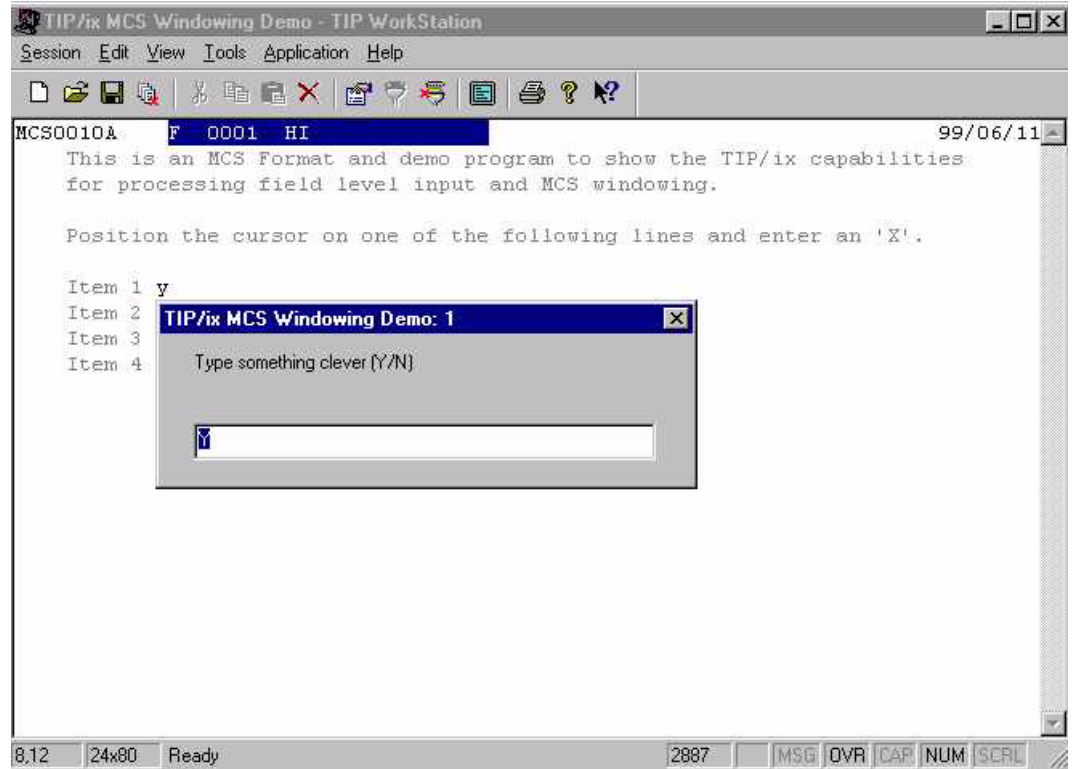 TIP/ix MCS Windowing Demo - TIP WorkStation
Session Edit View Tools Application Help
MCS0010A F 0001 HI 99/06/11
This is an MCS Format and demo program to show the TIP/ix capabilities
for processing field level input and MCS windowing.
Position the cursor on one of the following lines and enter an 'X'.
Item 1 y
Item 2
Item 3
Item 4
TIP/ix MCS Windowing Demo: 1
Type something clever (Y/N)
Y
8,12 24x80 Ready 2887 MSG OVR CAP NUM SCRL